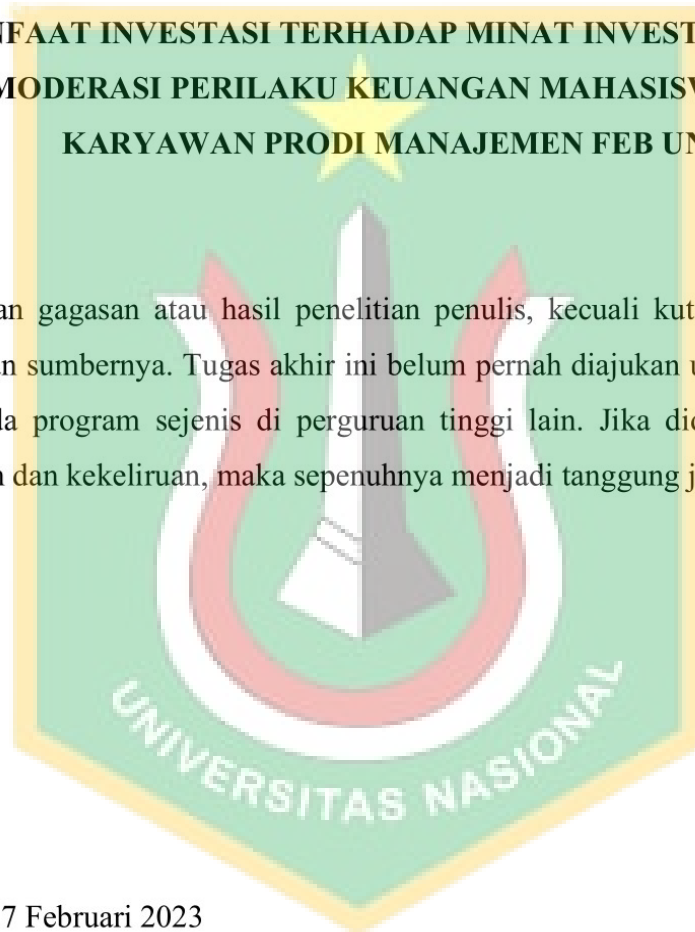 NFAAT INVESTASI TERHADAP MINAT INVEST
MODERASI PERILAKU KEUANGAN MAHASISW
KARYAWAN PRODI MANAJEMEN FEB UN
an gagasan atau hasil penelitian penulis, kecuali kut
n sumbernya. Tugas akhir ini belum pernah diajukan u
a program sejenis di perguruan tinggi lain. Jika did
n dan kekeliruan, maka sepenuhnya menjadi tanggung j
UNIVERSITAS NASIONAL
7 Februari 2023